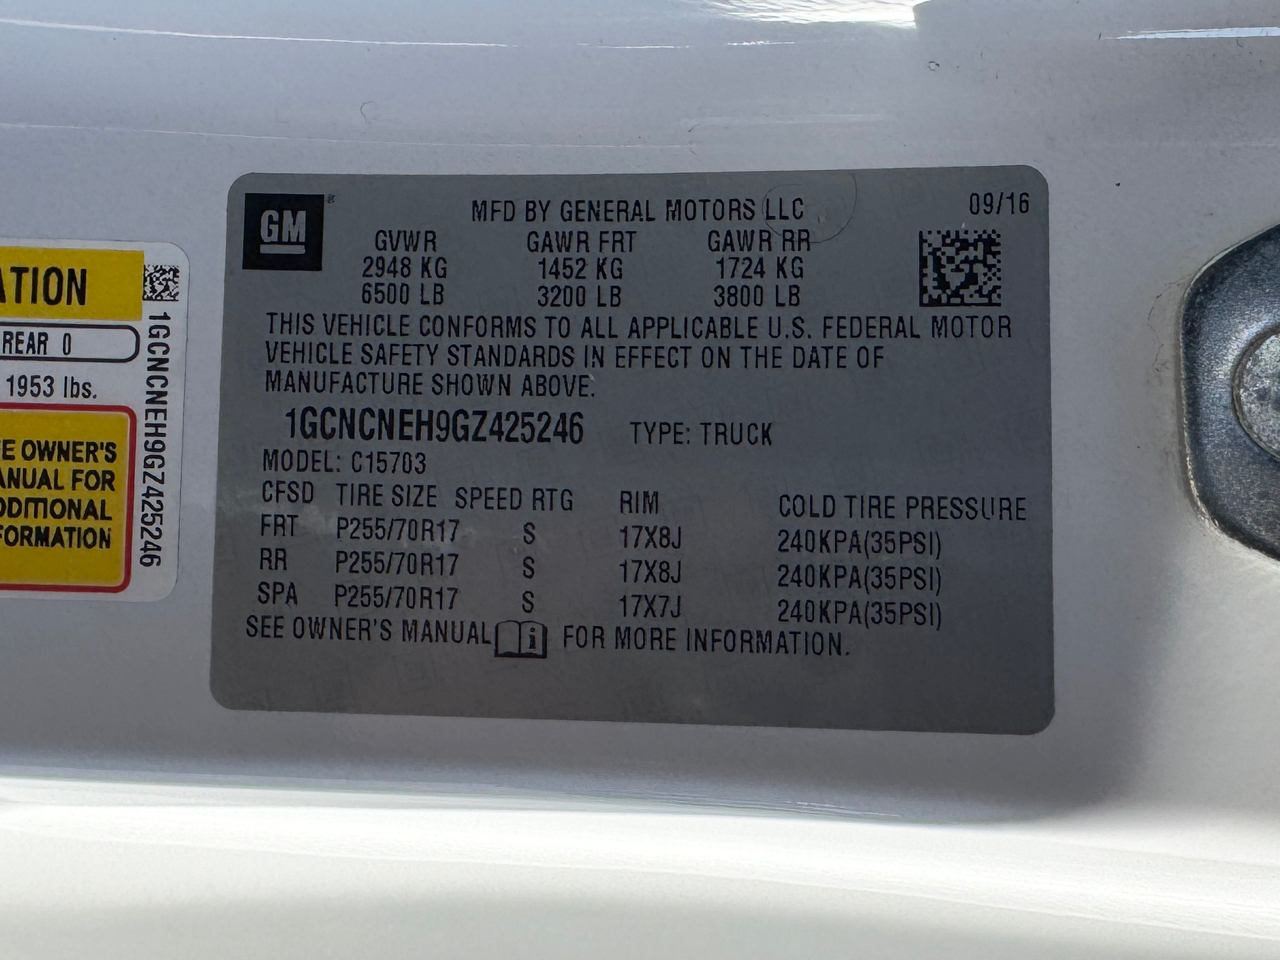 GM
MFD BY GENERAL MOTORS LLC
09/16
GVWR GAWR FRT GAWR RR
2948 KG 1452 KG 1724 KG
6500 LB 3200 LB 3800 LB
THIS VEHICLE CONFORMS TO ALL APPLICABLE U.S. FEDERAL MOTOR
VEHICLE SAFETY STANDARDS IN EFFECT ON THE DATE OF
MANUFACTURE SHOWN ABOVE.
1GCNCNEH9GZ425246 TYPE: TRUCK
MODEL: C15703
CFSD TIRE SIZE SPEED RTG RIM COLD TIRE PRESSURE
FRT P255/70R17 S 17X8J 240KPA(35PSI)
RR P255/70R17 S 17X8J 240KPA(35PSI)
SPA P255/70R17 S 17X7J 240KPA(35PSI)
SEE OWNER'S MANUAL i FOR MORE INFORMATION.
ATION
REAR 0
1953 lbs.
EE OWNER'S
ANUAL FOR
DDITIONAL
FORMATION
1GCNCNEH9GZ425246